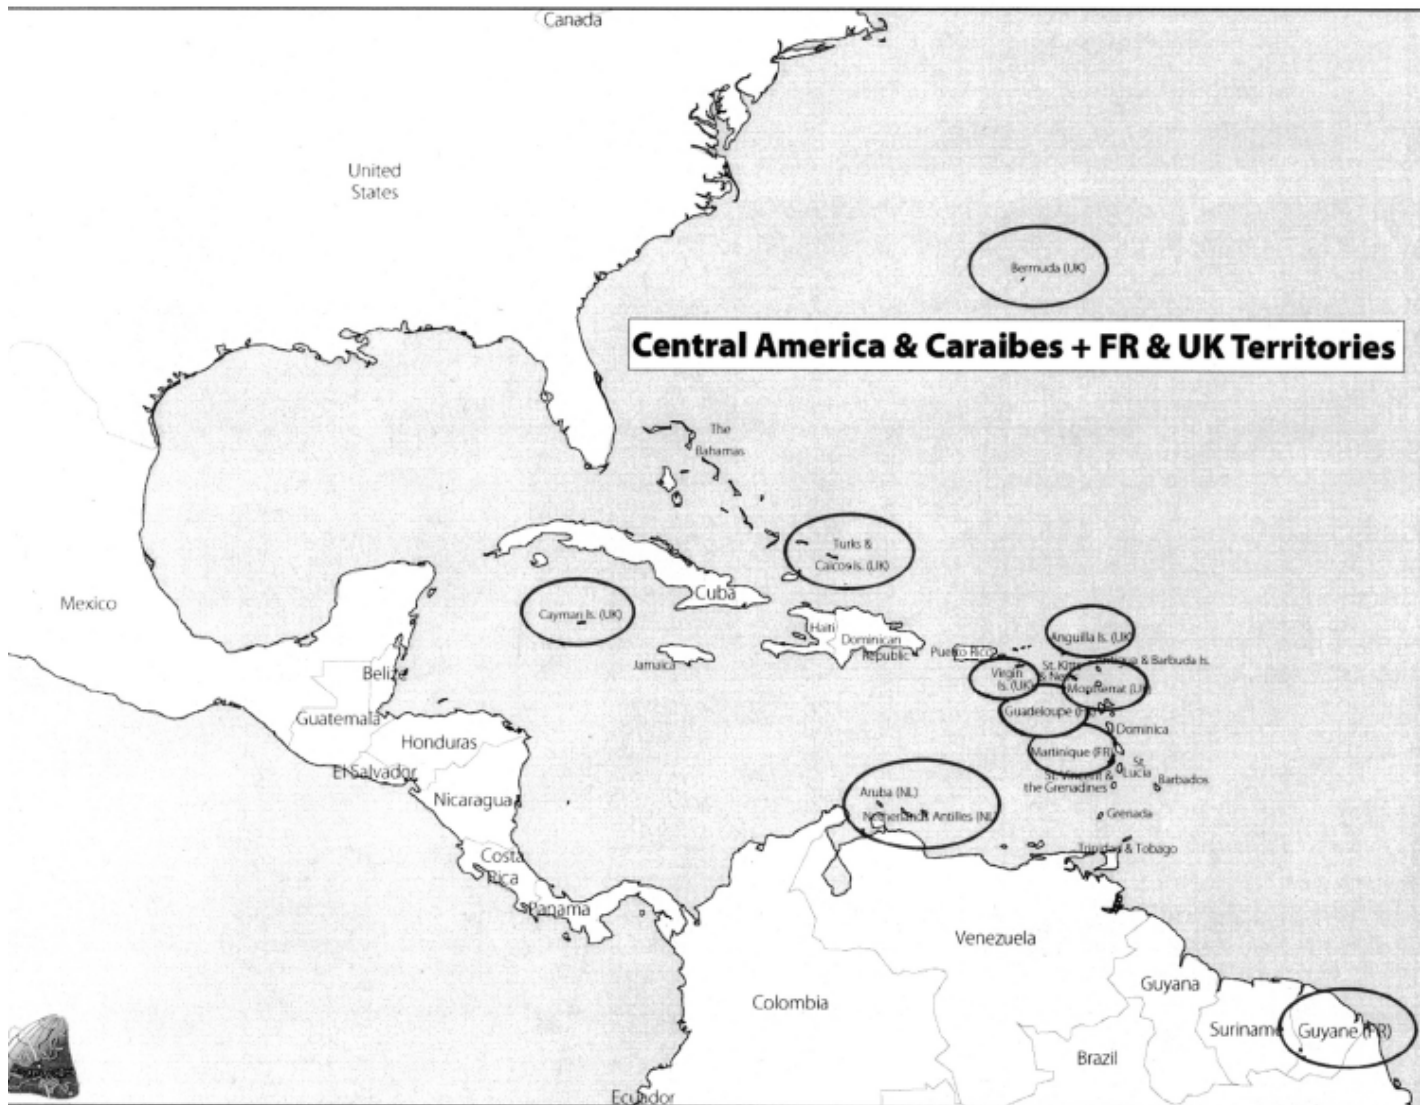 Canada
United
States
Bermuda (UK)
Central America & Caraibes + FR & UK Territories
The
Bahamas
Turks &
Caicos Is. (UK)
Mexico
Cuba
Cayman Is. (UK)
Haiti
Dominican
Republic
Jamaica
Puerto Rico
Anguilla Is. (UK)
Antigua & Barbuda Is.
St. Kitts
& Nevis
Virgin
Is. (UK)
Montserrat (UK)
Belize
Guatemala
Guadeloupe (FR)
Dominica
Honduras
Martinique (FR)
El Salvador
St.
Lucia
St. Vincent &
the Grenadines
Barbados
Nicaragua
Aruba (NL)
Netherlands Antilles (NL)
Grenada
Trinidad & Tobago
Costa
Rica
Panama
Venezuela
Guyana
Colombia
Suriname
Guyane (FR)
Brazil
Ecuador